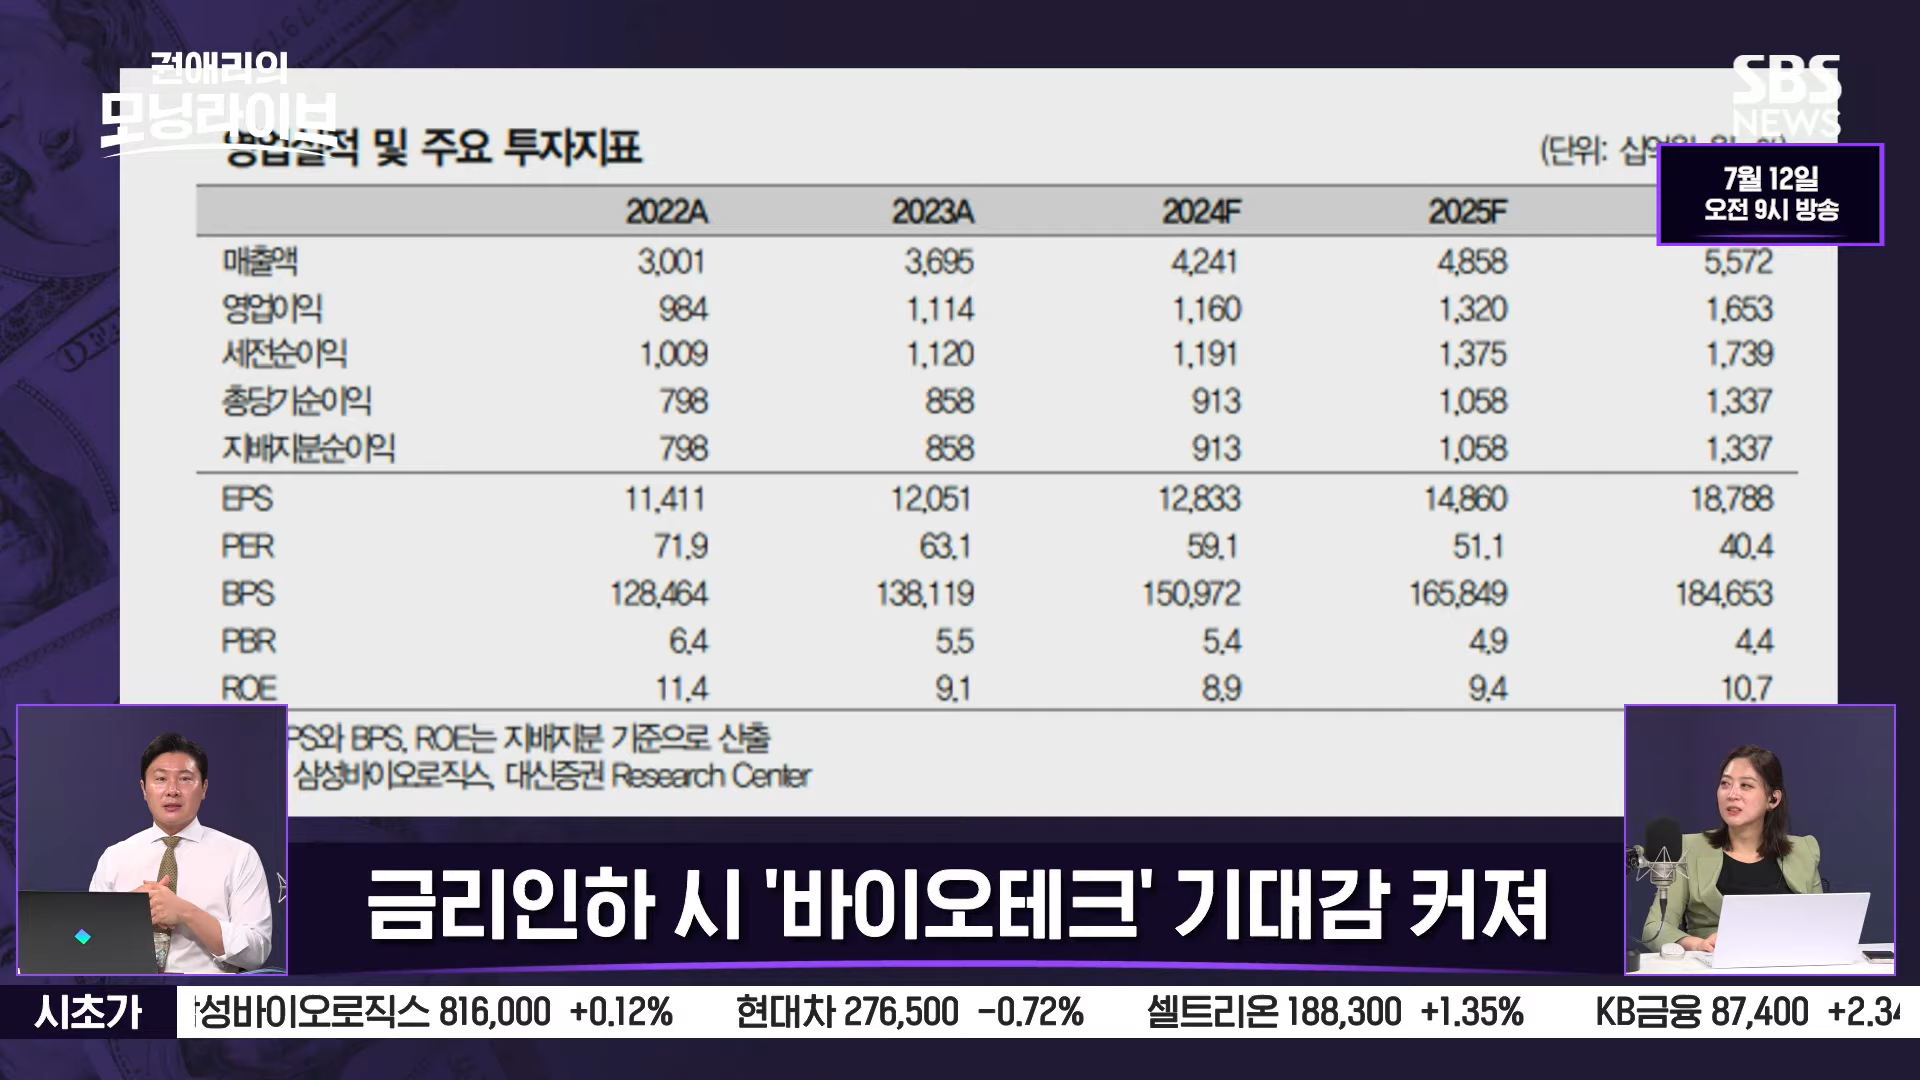 권애리의
모닝라이브
SBS
NEWS
7월 12일
오전 9시 방송
영업실적 및 주요 투자지표
(단위:
2022A 2023A 2024F 2025F
매출액 3,001 3,695 4,241 4,858 5,572
영업이익 984 1,114 1,160 1,320 1,653
세전순이익 1,009 1,120 1,191 1,375 1,739
총당기순이익 798 858 913 1,058 1,337
지배지분순이익 798 858 913 1,058 1,337
EPS 11,411 12,051 12,833 14,860 18,788
PER 71.9 63.1 59.1 51.1 40.4
BPS 128,464 138,119 150,972 165,849 184,653
PBR 6.4 5.5 5.4 4.9 4.4
ROE 11.4 9.1 8.9 9.4 10.7
PS와 BPS, ROE는 지배지분 기준으로 산출
삼성바이오로직스, 대신증권 Research Center
금리인하 시 '바이오테크' 기대감 커져
시초가 성바이오로직스 816,000 +0.12% 현대차 276,500 -0.72% 셀트리온 188,300 +1.35% KB금융 87,400 +2.34